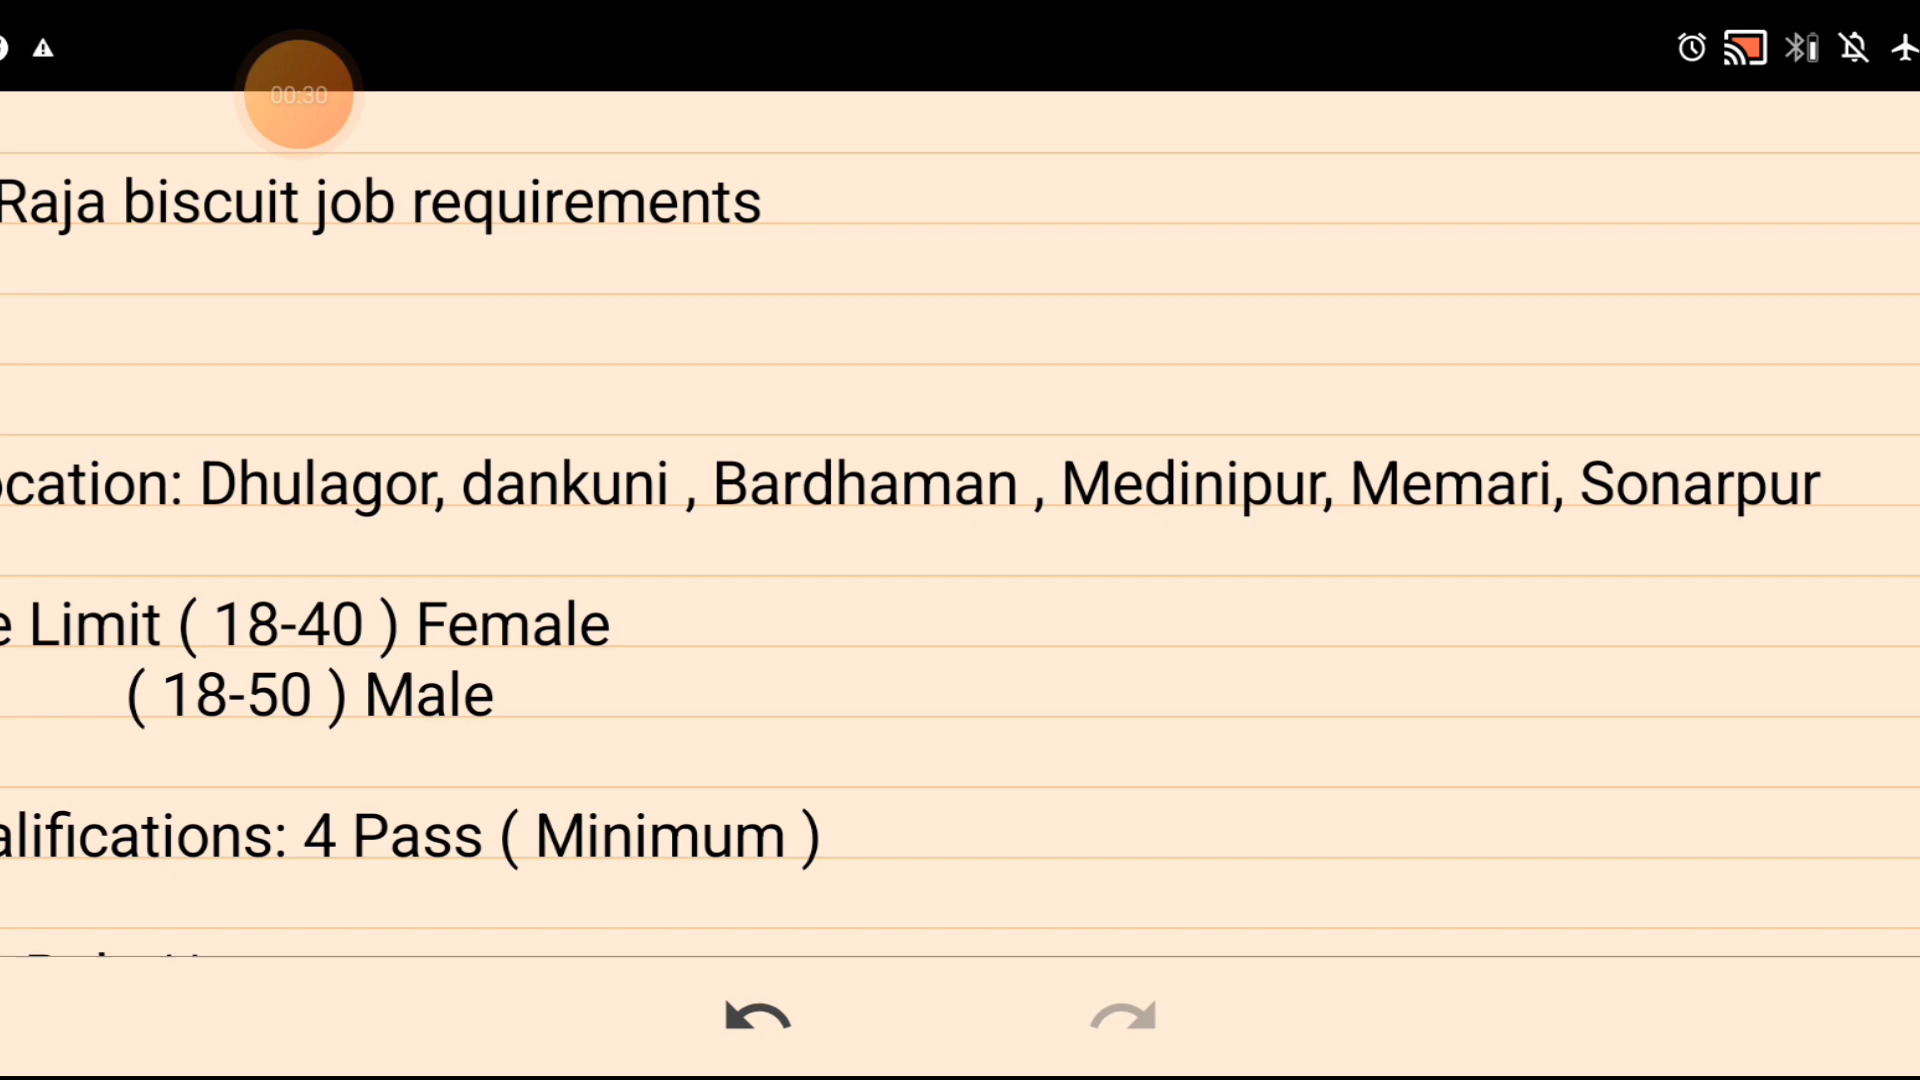 00:30
Raja biscuit job requirements
ocation: Dhulagor, dankuni , Bardhaman , Medinipur, Memari, Sonarpur
e Limit ( 18-40 ) Female
( 18-50 ) Male
alifications: 4 Pass ( Minimum )